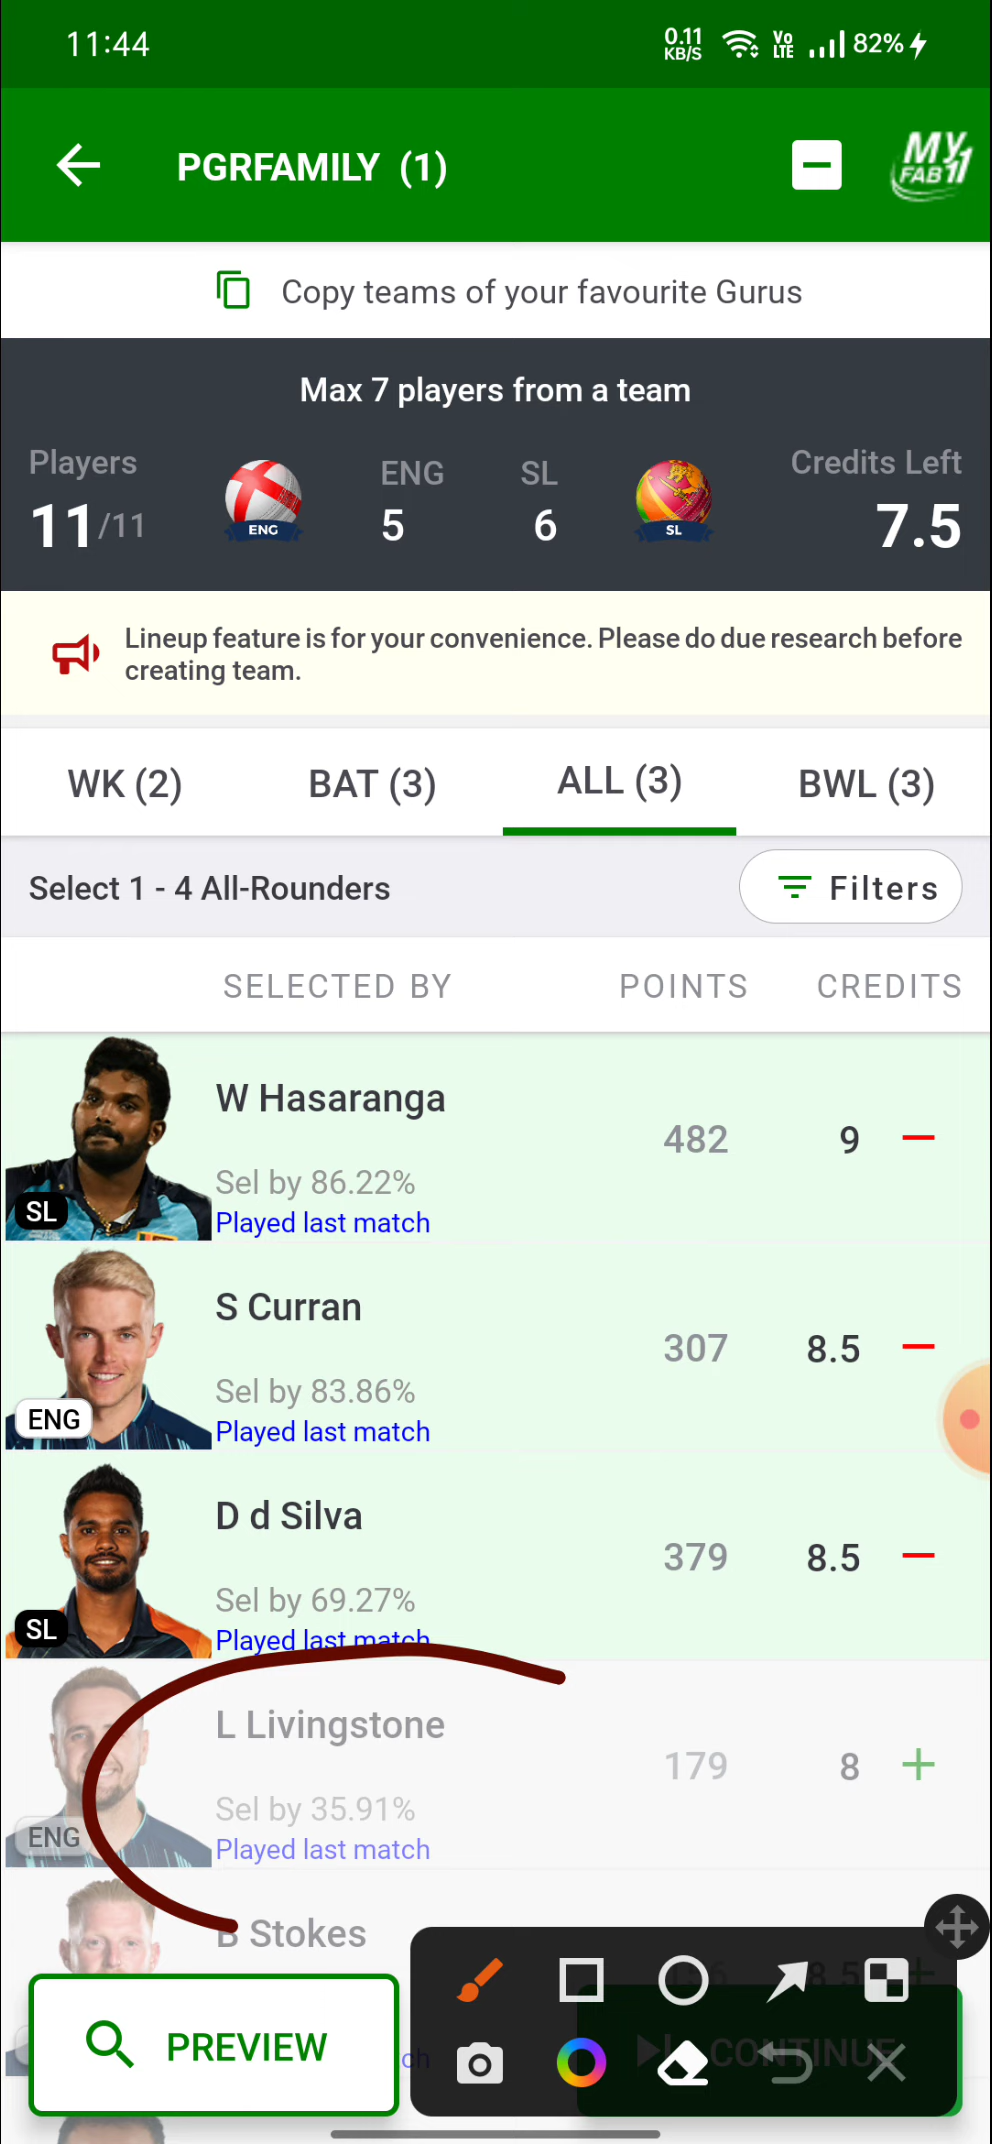 11:44
0.11 KB/S
Vo LTE
82%
PGRFAMILY (1)
MY FAB 11
Copy teams of your favourite Gurus
Max 7 players from a team
Players
ENG
SL
Credits Left
11/11
ENG
5
6
SL
7.5
Lineup feature is for your convenience. Please do due research before
creating team.
WK (2)
BAT (3)
ALL (3)
BWL (3)
Select 1 - 4 All-Rounders
Filters
SELECTED BY
POINTS
CREDITS
W Hasaranga
482
9
Sel by 86.22%
SL
Played last match
S Curran
307
8.5
Sel by 83.86%
ENG
Played last match
D d Silva
379
8.5
Sel by 69.27%
SL
Played last match
L Livingstone
179
8
Sel by 35.91%
ENG
Played last match
B Stokes
8.5
PREVIEW
ch
CONTINUE